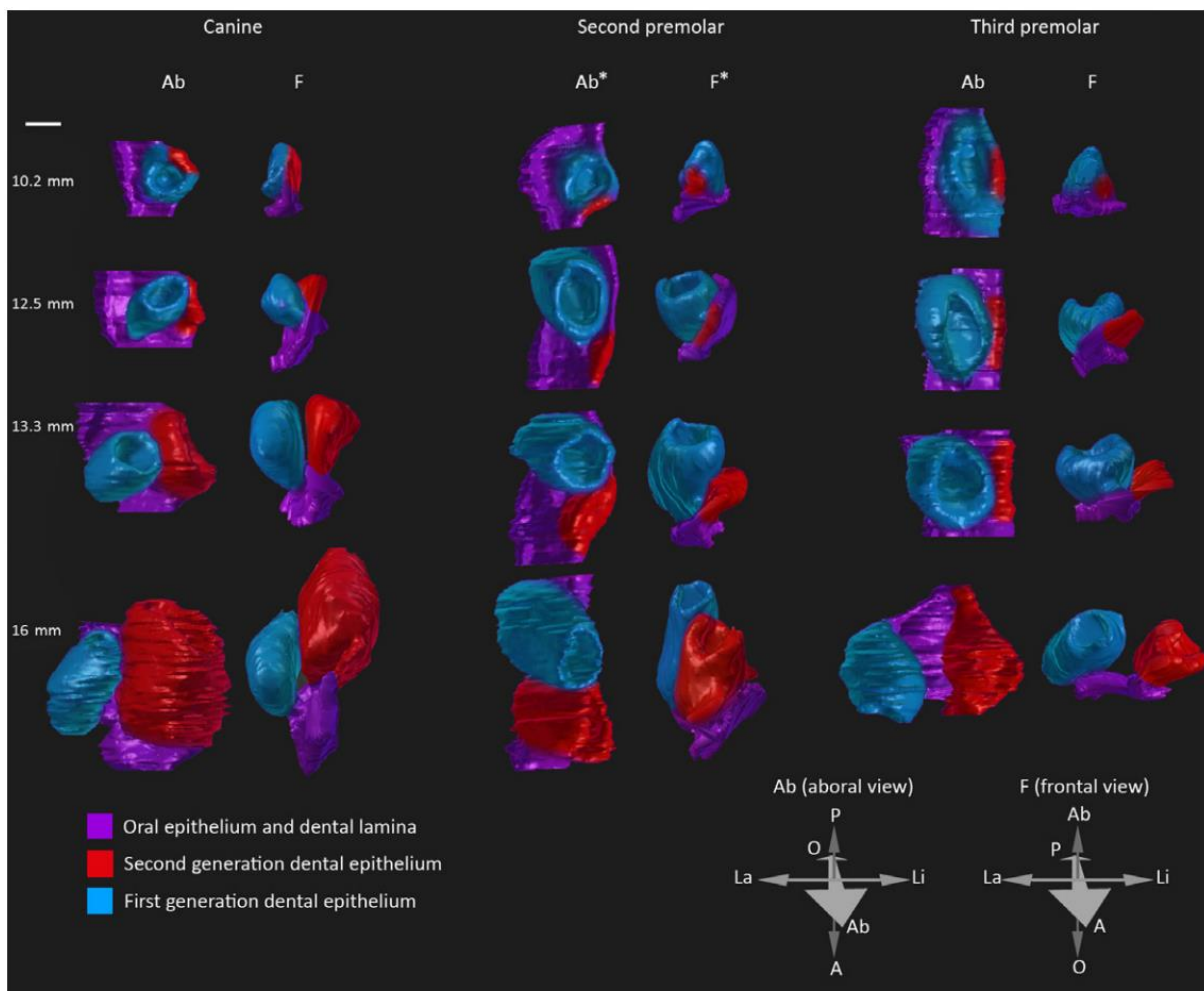 Canine Second premolar Third premolar
Ab F Ab* F* Ab F
10.2 mm
12.5 mm
13.3 mm
16 mm
Ab (aboral view) F (frontal view)
P Ab
O P
La Li La Li
Ab A
A O
Oral epithelium and dental lamina
Second generation dental epithelium
First generation dental epithelium